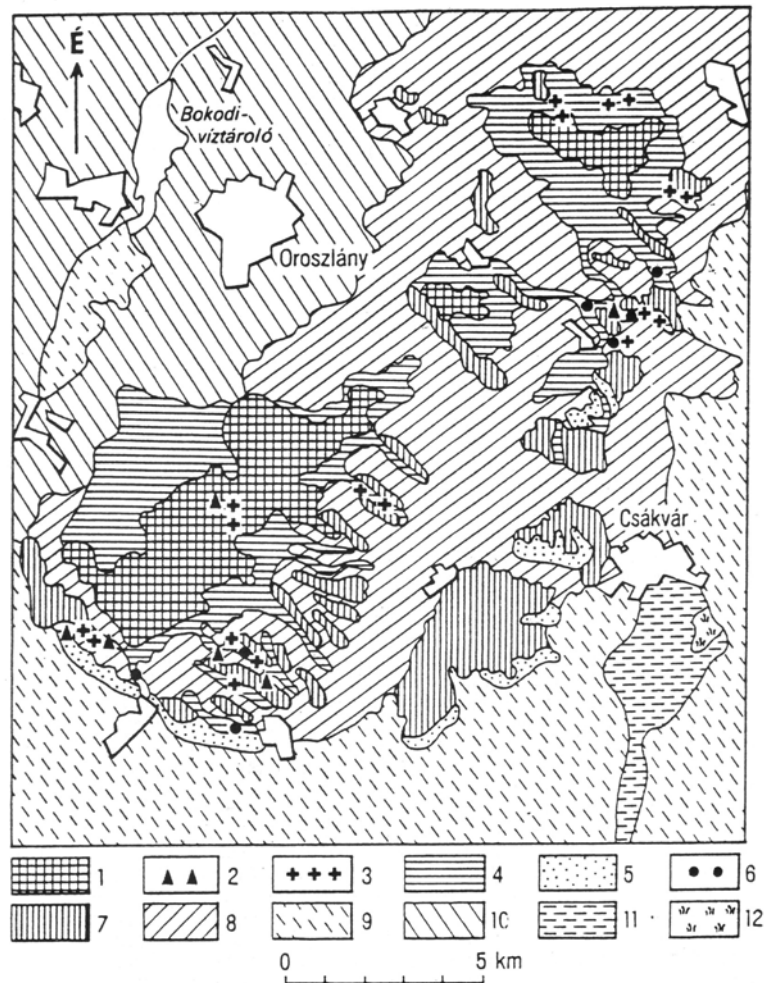 É
Bokodi-
víztároló
Oroszlány
Csákvár
1 2 3 4 5 6
7 8 9 10 11 12
0 5 km